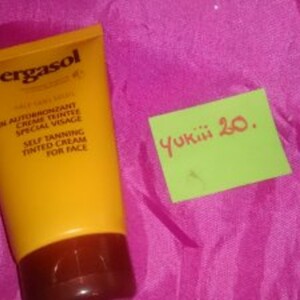 ergasol
N AUTOBRONZANT
CREME TEINTEE
SPECIAL VISAGE
SELF TANNING
TINTED CREAM
FOR FACE
yukiii 20.